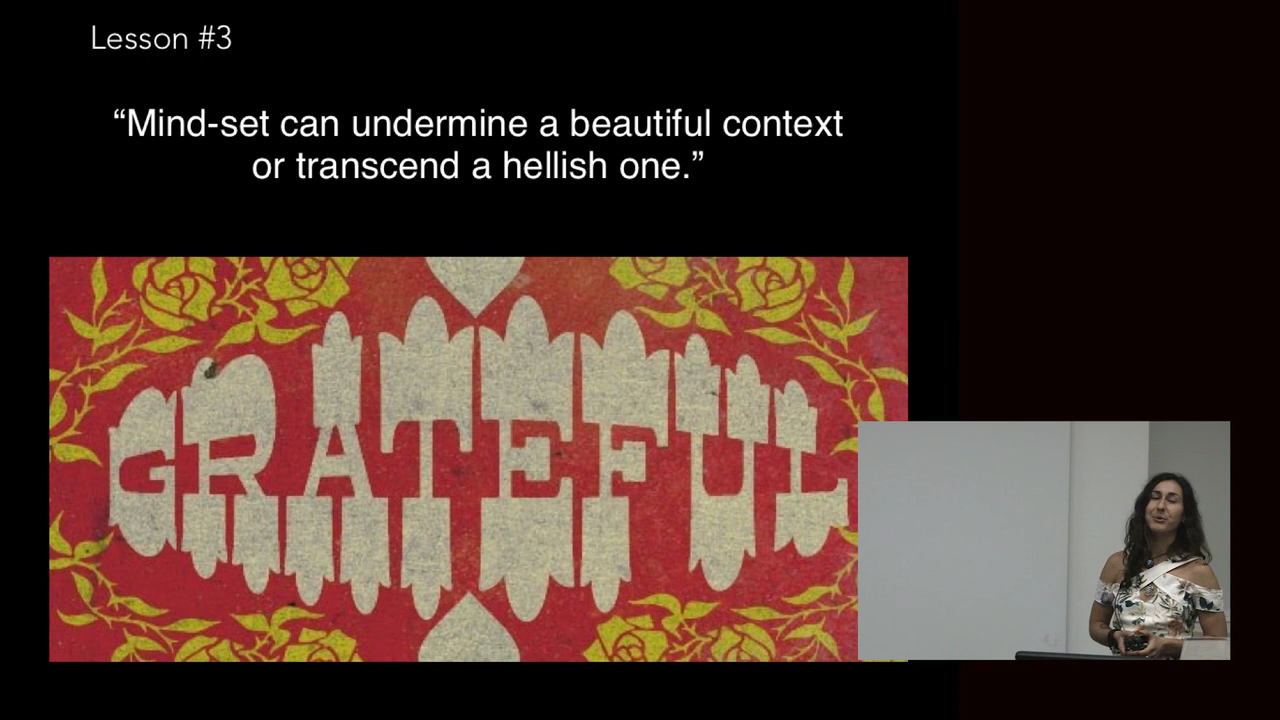 Lesson #3
“Mind-set can undermine a beautiful context
or transcend a hellish one.”
GRATEFUL